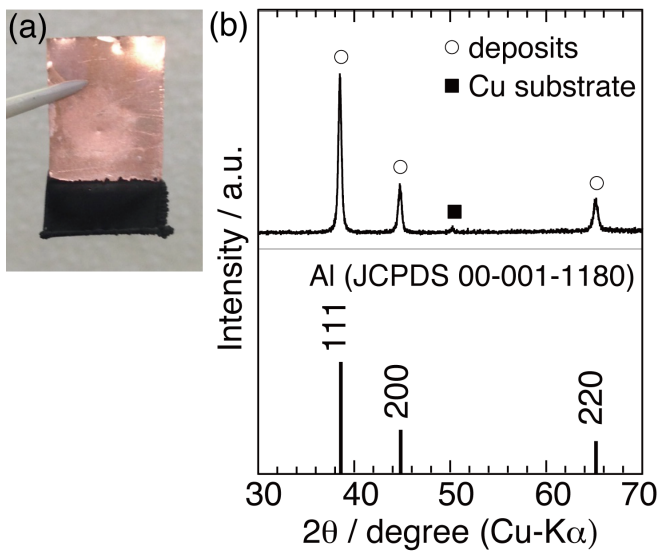 (a)
(b)
○ deposits
■ Cu substrate
Intensity / a.u.
Al (JCPDS 00-001-1180)
111
200
220
30 40 50 60 70
2θ / degree (Cu-Kα)